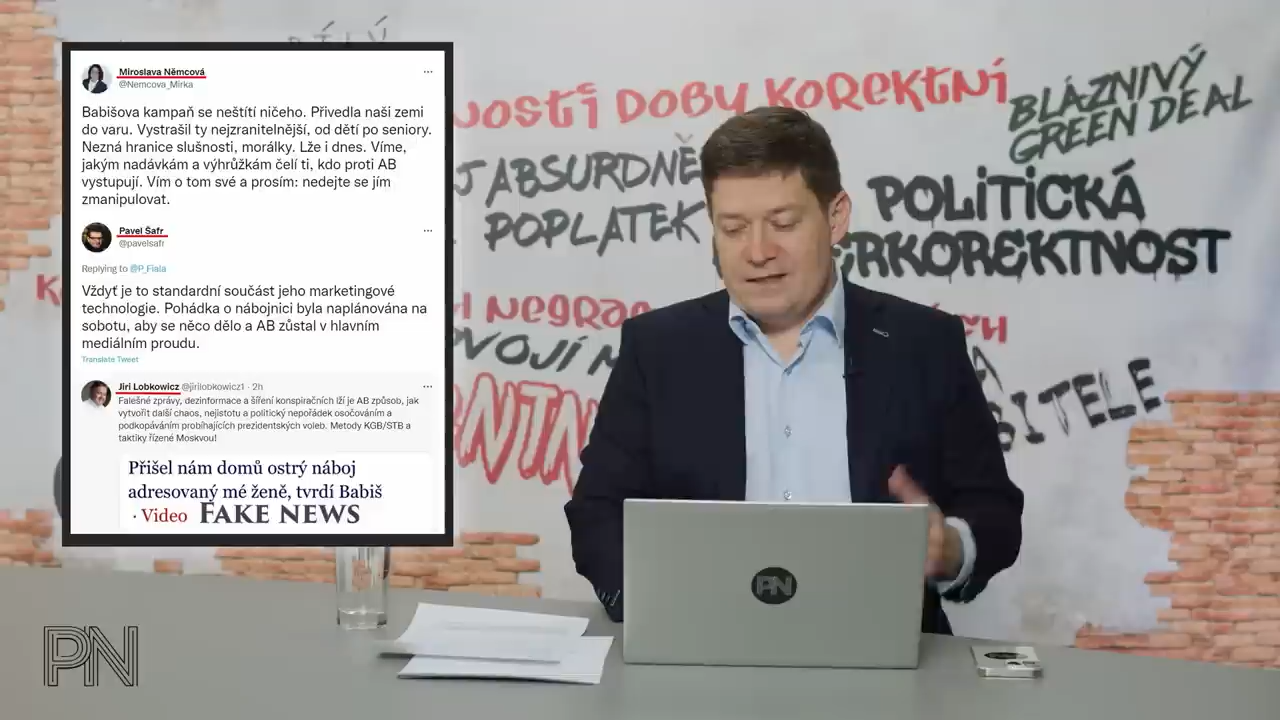 Miroslava Němcová
@Nemcova_Mirka
Babišova kampaň se neštítí ničeho. Přivedla naši zemi
do varu. Vystrašil ty nejzranitelnější, od dětí po seniory.
Nezná hranice slušnosti, morálky. Lže i dnes. Víme,
jakým nadávkám a výhrůžkám čelí ti, kdo proti AB
vystupují. Vím o tom své a prosím: nedejte se jím
zmanipulovat.
Pavel Šafr
@pavelsafr
Replying to @P_Fiala
Vždyť je to standardní součást jeho marketingové
technologie. Pohádka o nábojnici byla naplánována na
sobotu, aby se něco dělo a AB zůstal v hlavním
mediálním proudu.
Translate Tweet
Jiri Lobkowicz @jirilobkowicz1 · 2h
Falešné zprávy, dezinformace a šíření konspiračních lží je AB způsob, jak
vytvořit další chaos, nejistotu a politický nepořádek osočováním a
podkopáváním probíhajících prezidentských voleb. Metody KGB/STB a
taktiky řízené Moskvou!
Přišel nám domů ostrý náboj
adresovaný mé ženě, tvrdí Babiš
· Video FAKE NEWS
NOSTÍ DOBY KOREKTNÍ
BLÁZNIVÝ
GREEN DEAL
J ABSURDNĚ
POPLATEK
POLITICKÁ
ERKOREKTNOST
SITELE
PN
PN